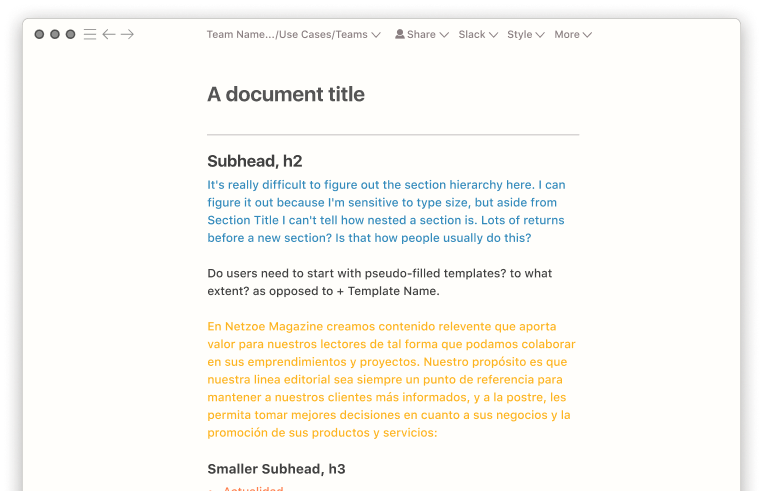 Team Name.../Use Cases/Teams Share Slack Style More
A document title
Subhead, h2
It's really difficult to figure out the section hierarchy here. I can
figure it out because I'm sensitive to type size, but aside from
Section Title I can't tell how nested a section is. Lots of returns
before a new section? Is that how people usually do this?
Do users need to start with pseudo-filled templates? to what
extent? as opposed to + Template Name.
En Netzoe Magazine creamos contenido relevente que aporta
valor para nuestros lectores de tal forma que podamos colaborar
en sus emprendimientos y proyectos. Nuestro propósito es que
nuestra linea editorial sea siempre un punto de referencia para
mantener a nuestros clientes más informados, y a la postre, les
permita tomar mejores decisiones en cuanto a sus negocios y la
promoción de sus productos y servicios:
Smaller Subhead, h3
Actualidad